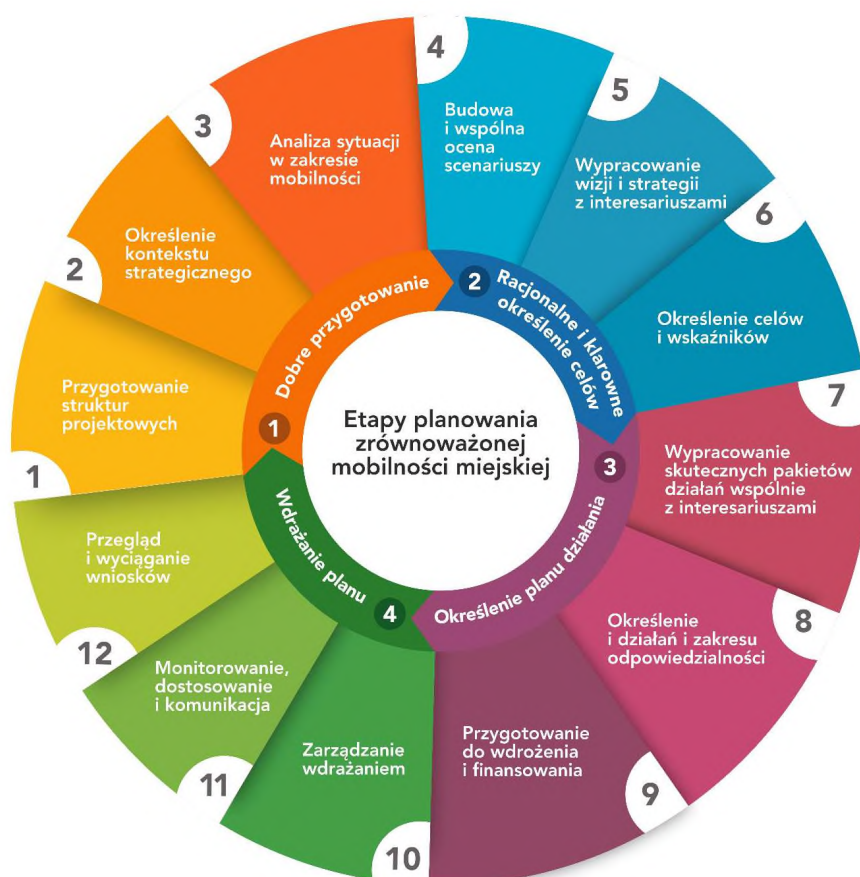 Etapy planowania
zrównoważonej
mobilności miejskiej
1
Dobre przygotowanie
2
Racjonalne i klarowne
określenie celów
3
Określenie planu działania
4
Wdrażanie planu
1
Przygotowanie
struktur
projektowych
2
Określenie
kontekstu
strategicznego
3
Analiza sytuacji
w zakresie
mobilności
4
Budowa
i wspólna
ocena
scenariuszy
5
Wypracowanie
wizji i strategii
z interesariuszami
6
Określenie celów
i wskaźników
7
Wypracowanie
skutecznych pakietów
działań wspólnie
z interesariuszami
8
Określenie
i działań i zakresu
odpowiedzialności
9
Przygotowanie
do wdrożenia
i finansowania
10
Zarządzanie
wdrażaniem
11
Monitorowanie,
dostosowanie
i komunikacja
12
Przegląd
i wyciąganie
wniosków